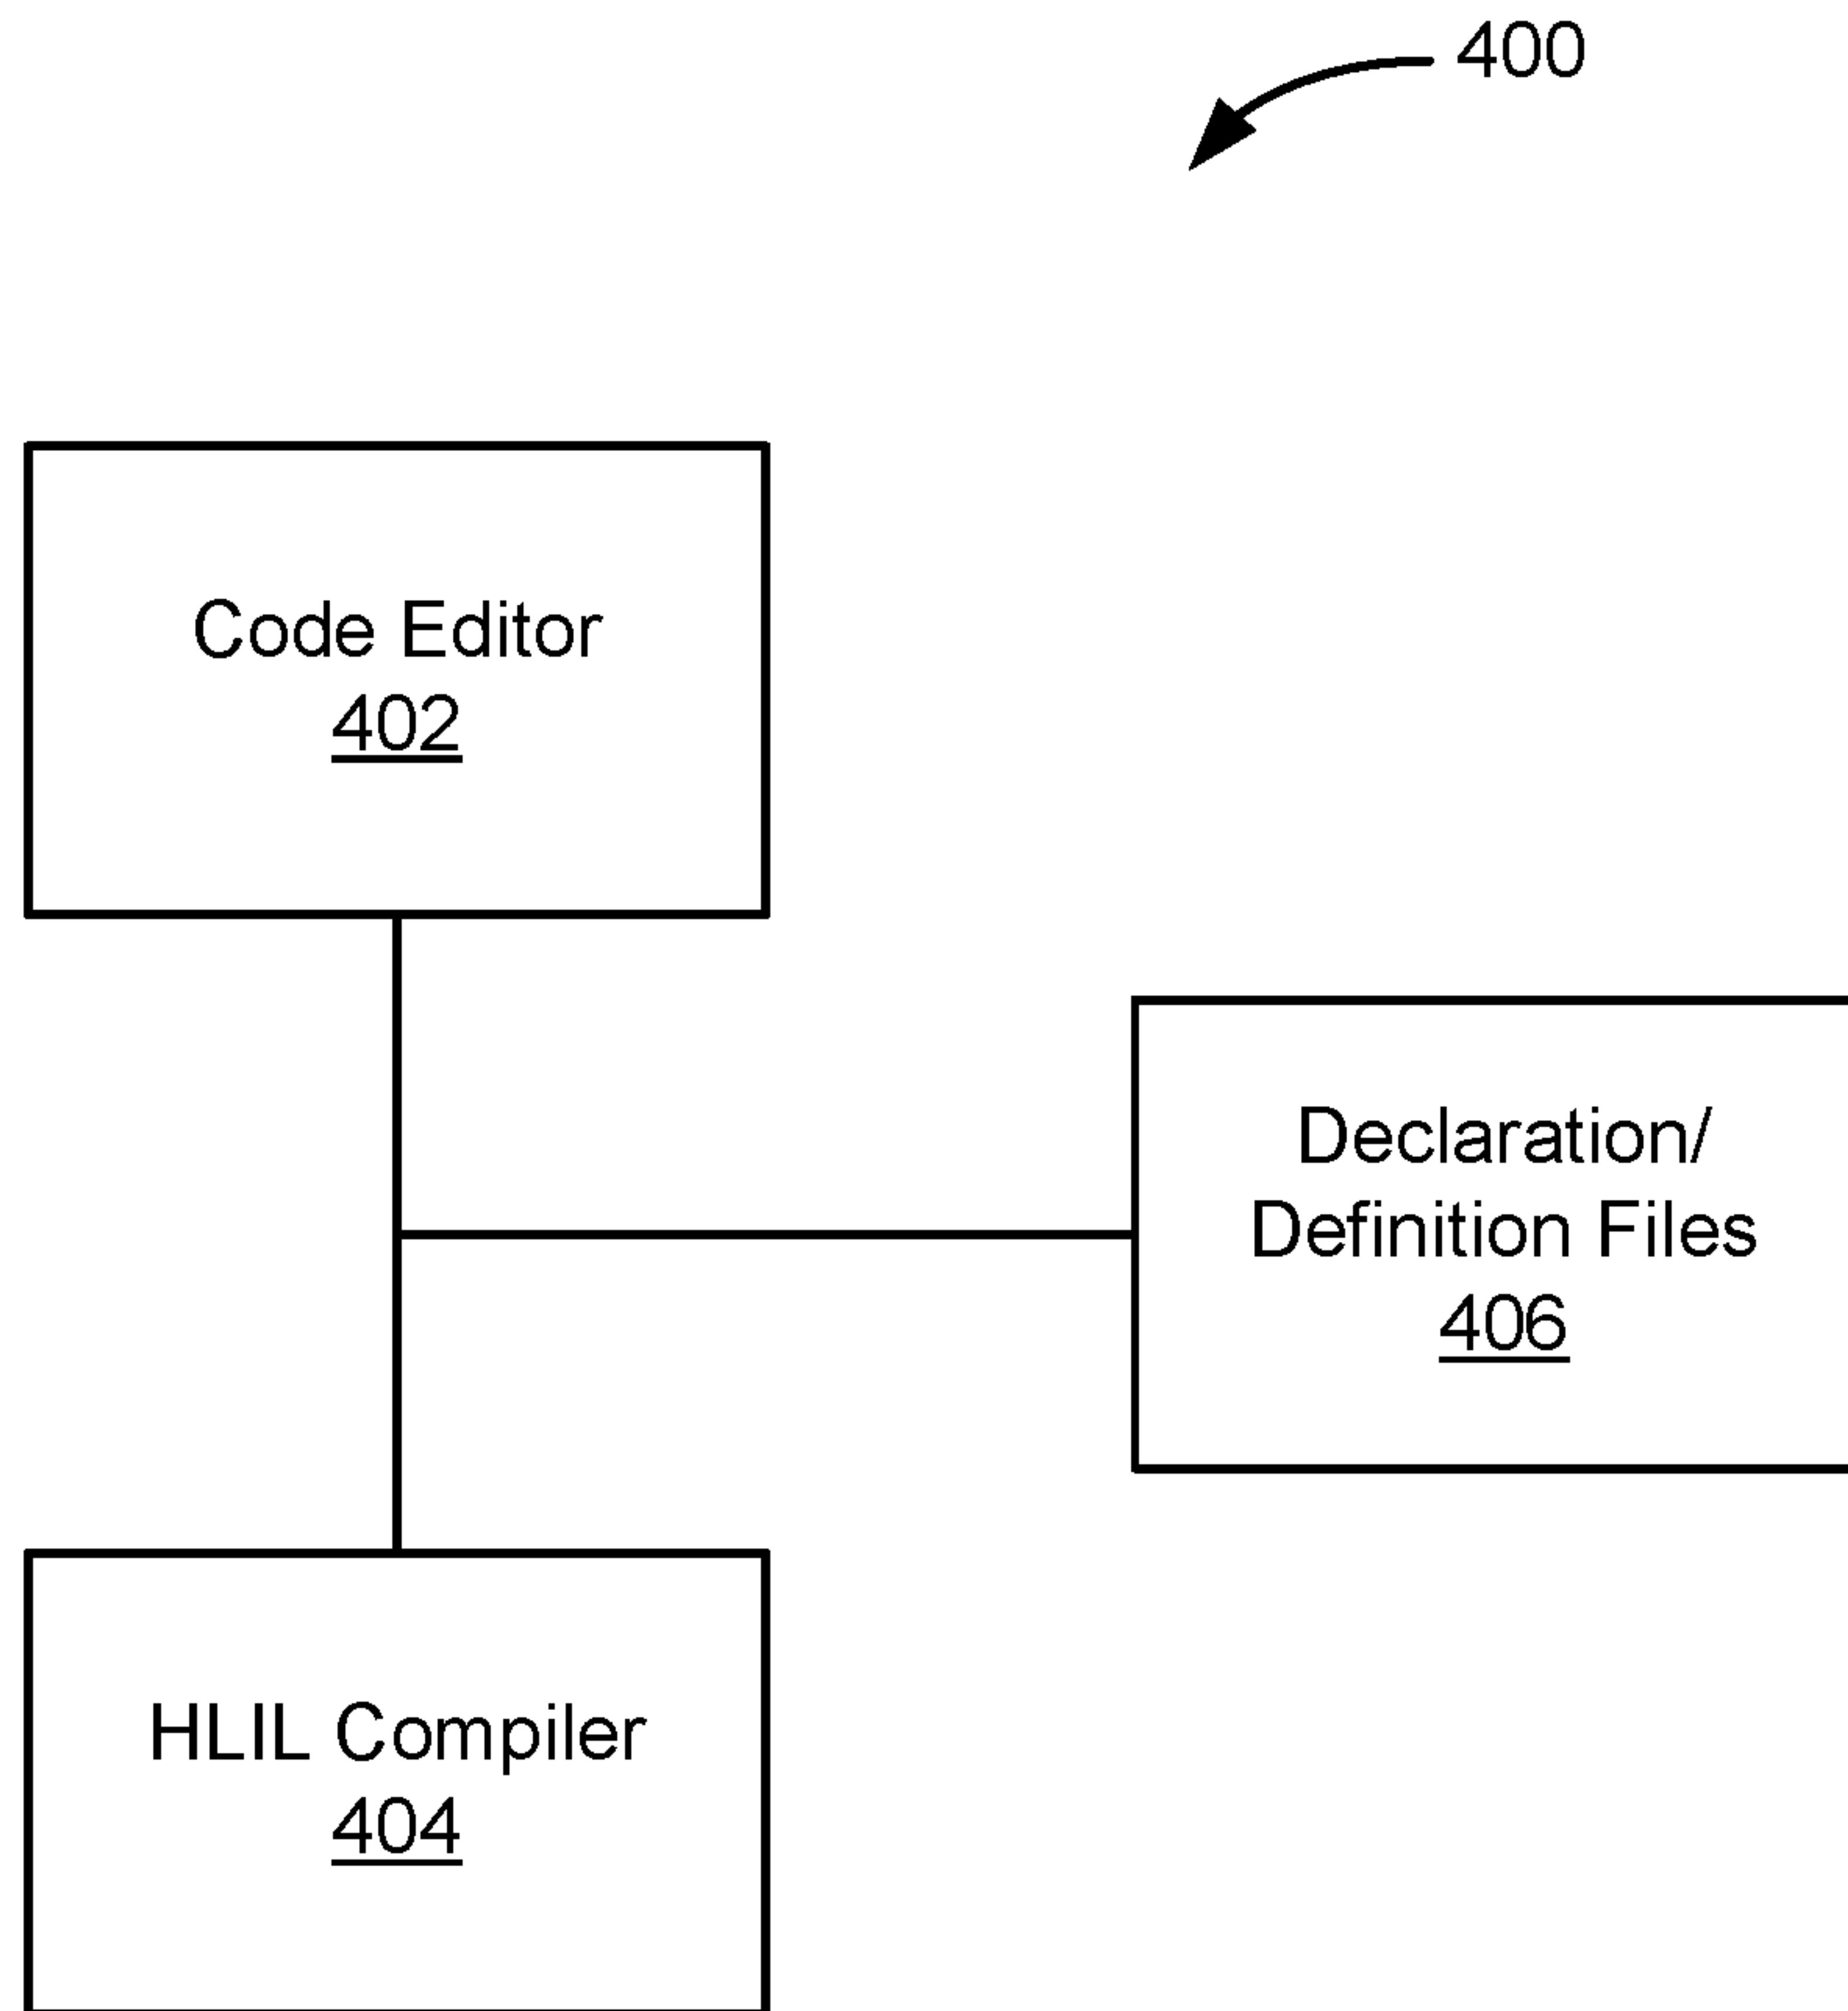 400
Code Editor
402
Declaration/
Definition Files
406
HLIL Compiler
404